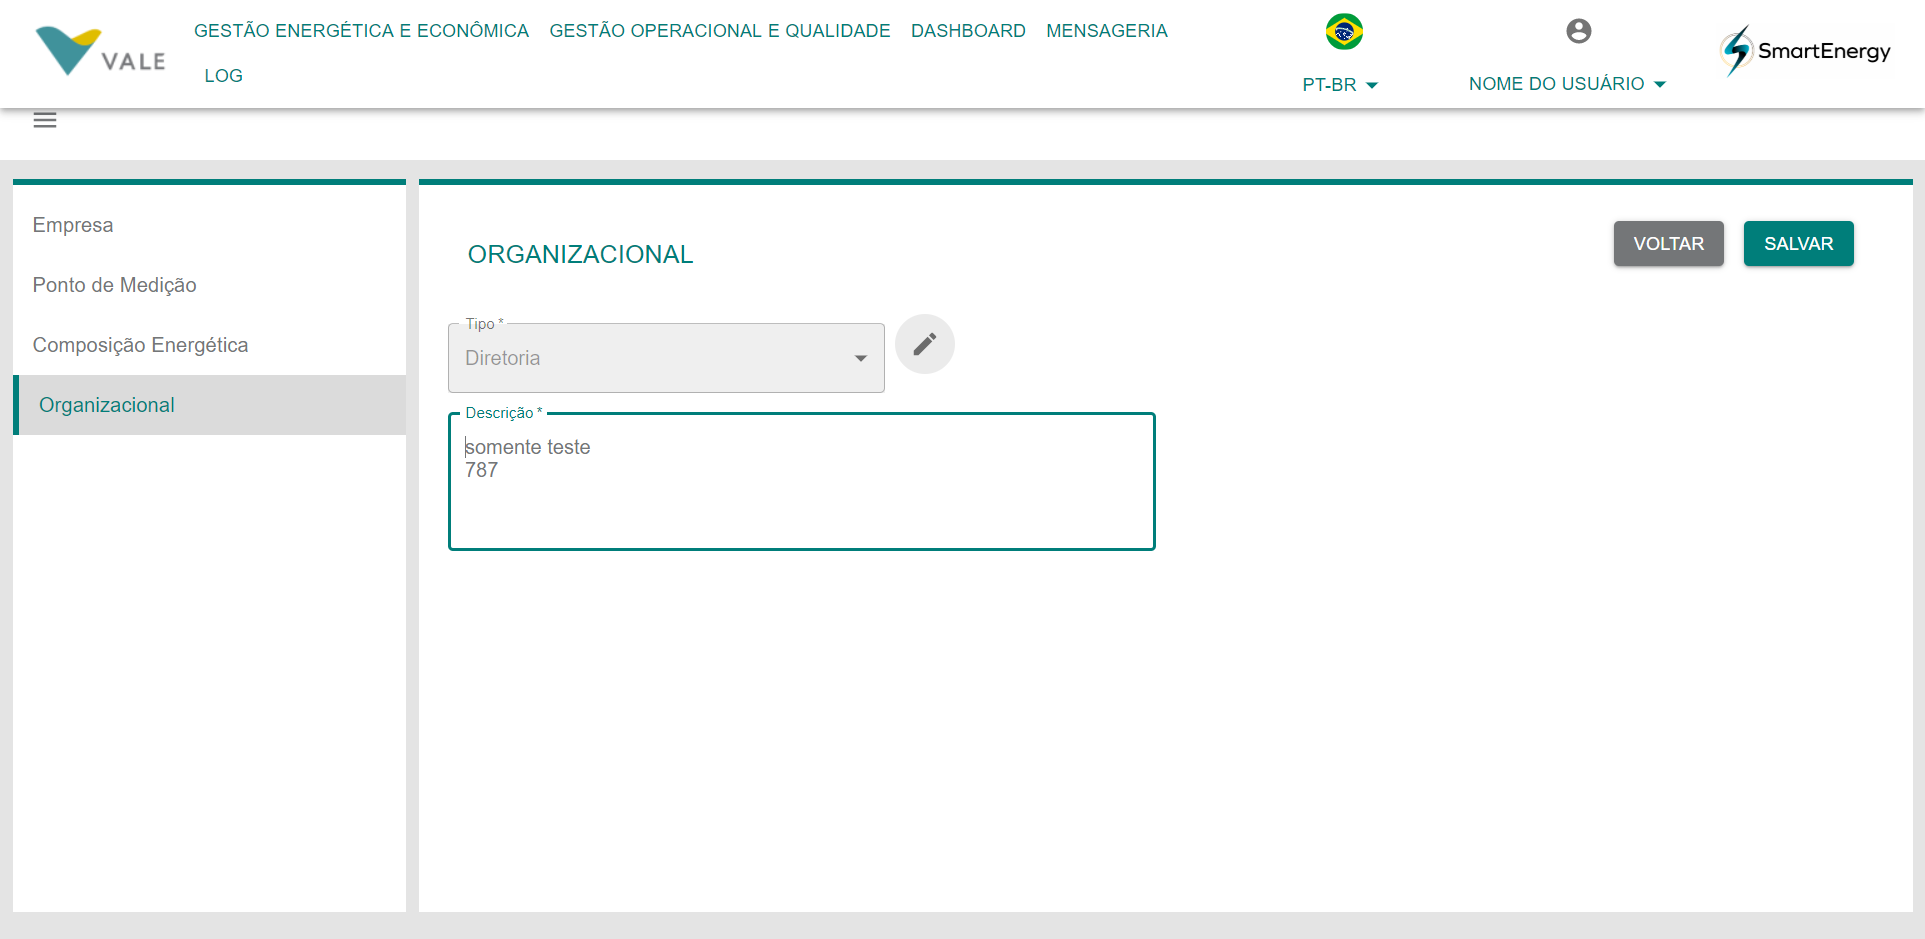 VALE
GESTÃO ENERGÉTICA E ECONÔMICA
GESTÃO OPERACIONAL E QUALIDADE
DASHBOARD
MENSAGERIA
LOG
PT-BR
NOME DO USUÁRIO
SmartEnergy
Empresa
Ponto de Medição
Composição Energética
Organizacional
ORGANIZACIONAL
VOLTAR
SALVAR
Tipo *
Diretoria
Descrição *
somente teste
787